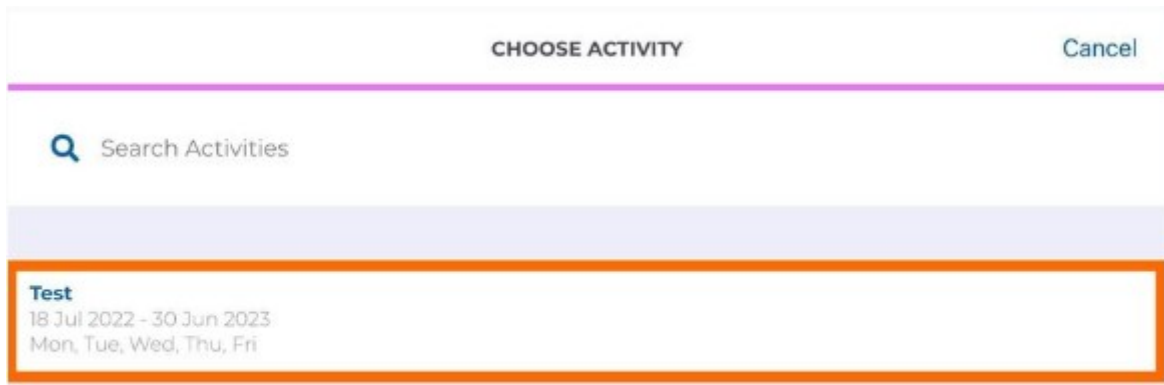 CHOOSE ACTIVITY Cancel
Search Activities
Test
18 Jul 2022 - 30 Jun 2023
Mon, Tue, Wed, Thu, Fri